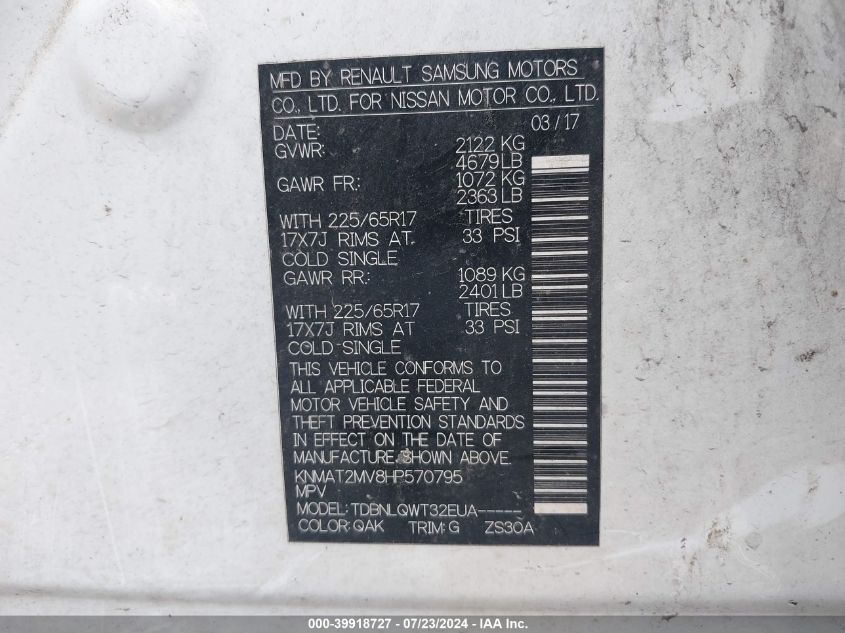 MFD BY RENAULT SAMSUNG MOTORS
CO., LTD. FOR NISSAN MOTOR CO., LTD.
DATE: 03/17
GVWR: 2122 KG
4679LB
GAWR FR: 1072 KG
2363 LB
WITH 225/65R17 TIRES
17X7J RIMS AT 33 PSI
COLD SINGLE
GAWR RR: 1089 KG
2401LB
WITH 225/65R17 TIRES
17X7J RIMS AT 33 PSI
COLD SINGLE
THIS VEHICLE CONFORMS TO
ALL APPLICABLE FEDERAL
MOTOR VEHICLE SAFETY AND
THEFT PREVENTION STANDARDS
IN EFFECT ON THE DATE OF
MANUFACTURE SHOWN ABOVE.
KNMAT2MV8HP570795
MPV
MODEL: TDBNLQWT32EUA-----
COLOR: QAK TRIM: G ZS30A
000-39918727 - 07/23/2024 - IAA Inc.